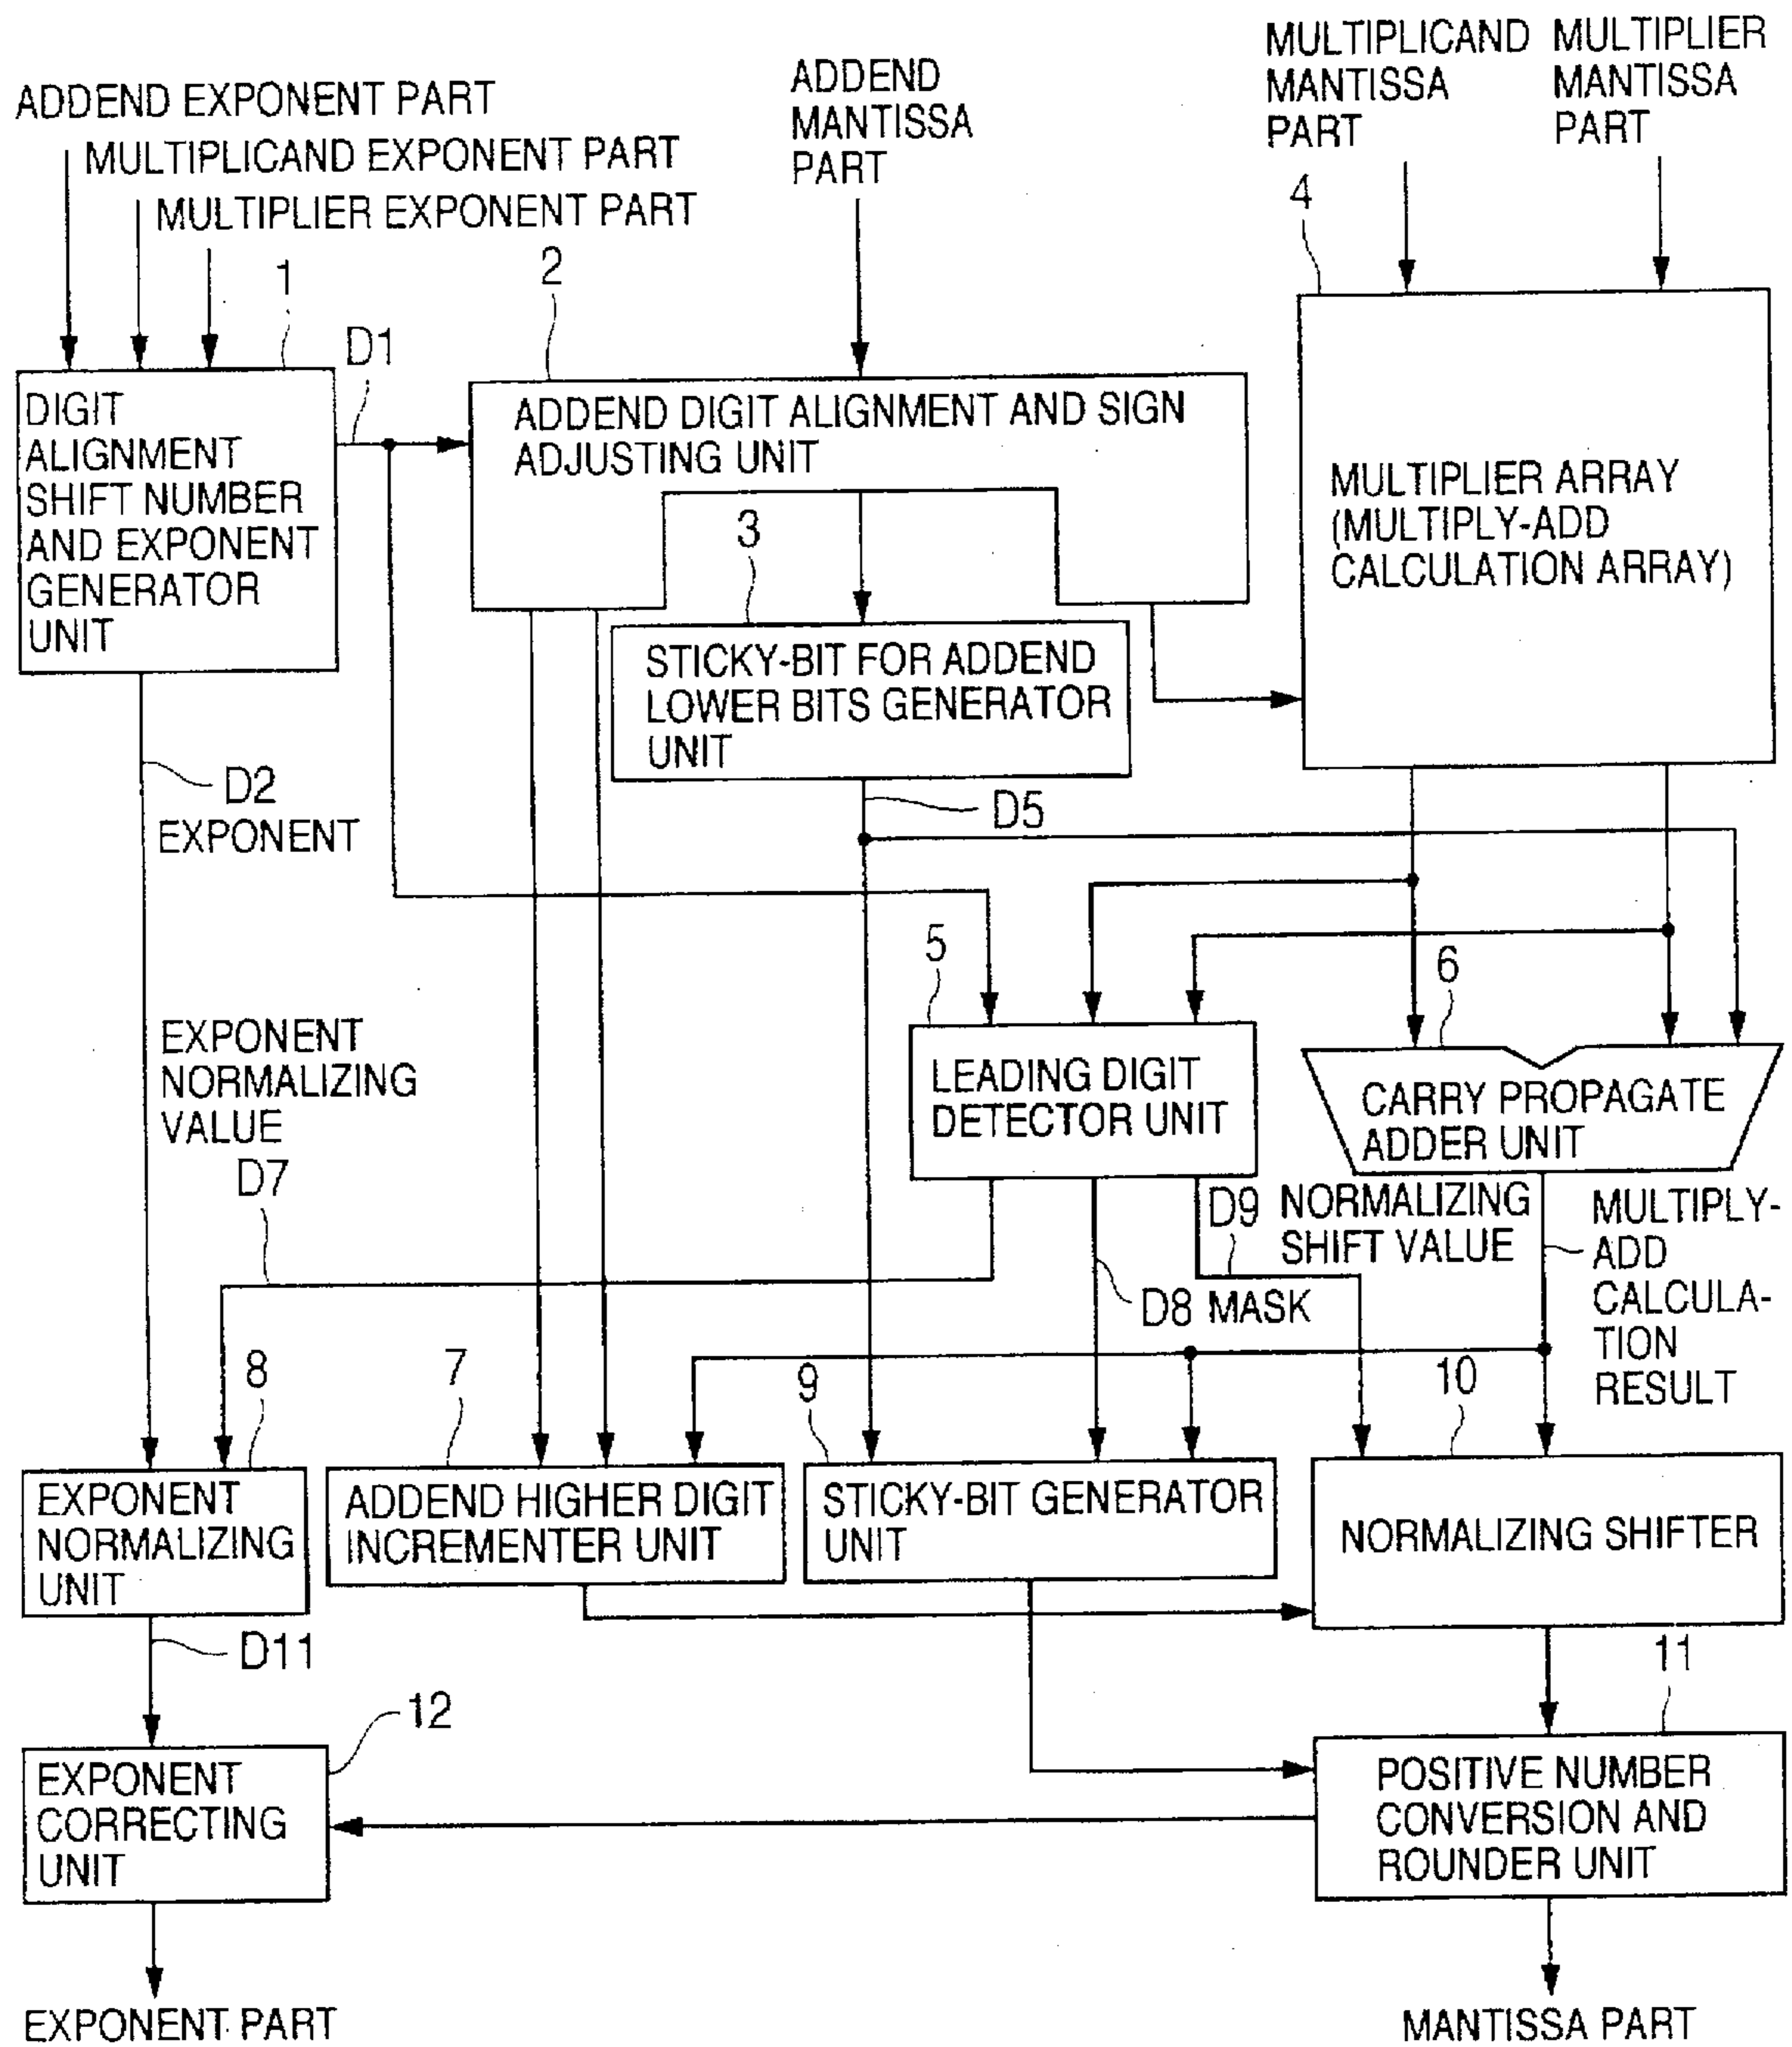 MULTIPLICAND
MANTISSA
PART
MULTIPLIER
MANTISSA
PART
ADDEND
MANTISSA
PART
ADDEND EXPONENT PART
MULTIPLICAND EXPONENT PART
MULTIPLIER EXPONENT PART
1
2
4
D1
DIGIT
ALIGNMENT
SHIFT NUMBER
AND EXPONENT
GENERATOR
UNIT
ADDEND DIGIT ALIGNMENT AND SIGN
ADJUSTING UNIT
MULTIPLIER ARRAY
(MULTIPLY-ADD
CALCULATION ARRAY)
3
STICKY-BIT FOR ADDEND
LOWER BITS GENERATOR
UNIT
D2
EXPONENT
D5
5
6
EXPONENT
NORMALIZING
VALUE
D7
LEADING DIGIT
DETECTOR UNIT
CARRY PROPAGATE
ADDER UNIT
D9 NORMALIZING
SHIFT VALUE
D8 MASK
MULTIPLY-
ADD
CALCULA-
TION
RESULT
8
7
9
10
EXPONENT
NORMALIZING
UNIT
ADDEND HIGHER DIGIT
INCREMENTER UNIT
STICKY-BIT GENERATOR
UNIT
NORMALIZING SHIFTER
D11
11
12
EXPONENT
CORRECTING
UNIT
POSITIVE NUMBER
CONVERSION AND
ROUNDER UNIT
EXPONENT PART
MANTISSA PART